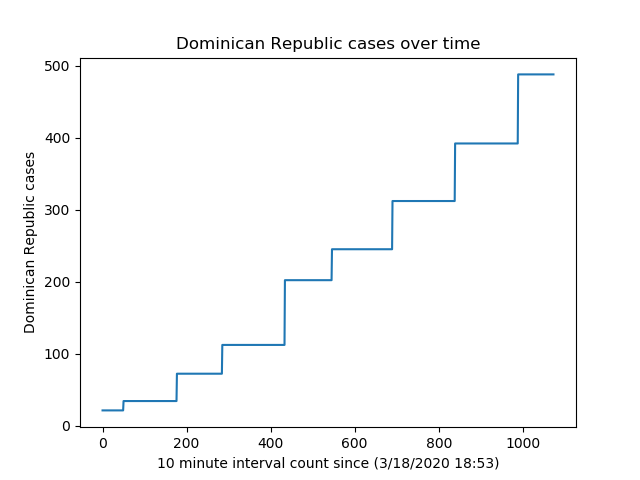 Dominican Republic cases over time
500
400
300
200
100
0
Dominican Republic cases
0 200 400 600 800 1000
10 minute interval count since (3/18/2020 18:53)